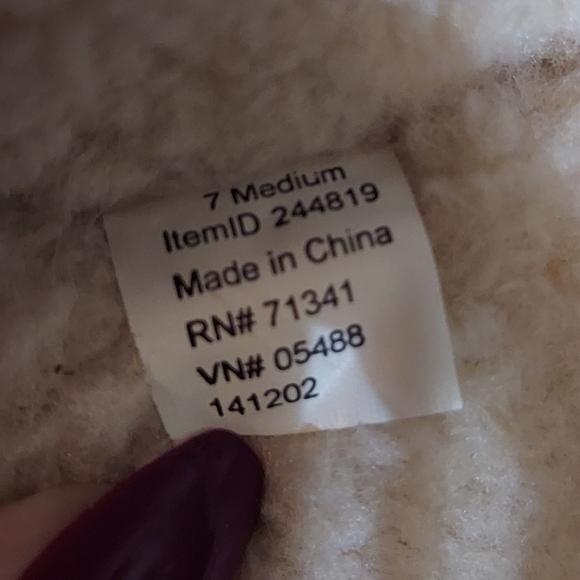 7 Medium
ItemID 244819
Made in China
RN# 71341
VN# 05488
141202